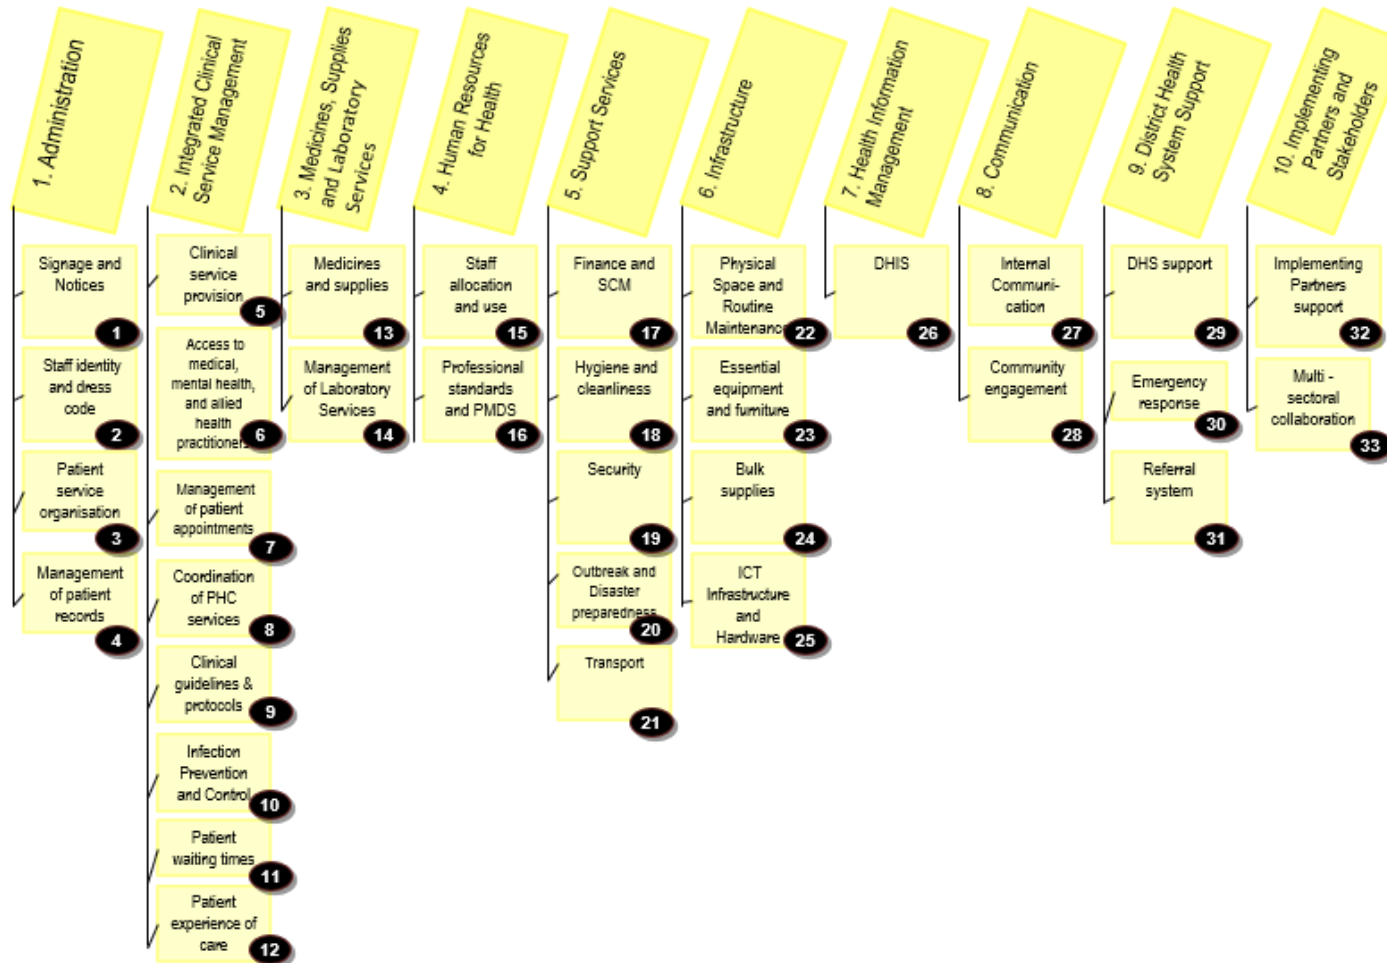 1. Administration
Signage and
Notices
1
Staff identity
and dress
code
2
Patient
service
organisation
3
Management
of patient
records
4
2. Integrated Clinical
Service Management
Clinical
service
provision
5
Access to
medical,
mental health,
and allied
health
practitioners
6
Management
of patient
appointments
7
Coordination
of PHC
services
8
Clinical
guidelines &
protocols
9
Infection
Prevention
and Control
10
Patient
waiting times
11
Patient
experience of
care
12
3. Medicines, Supplies
and Laboratory
Services
Medicines
and supplies
13
Management
of Laboratory
Services
14
4. Human Resources
for Health
Staff
allocation
and use
15
Professional
standards
and PMDS
16
5. Support Services
Finance and
SCM
17
Hygiene and
cleanliness
18
Security
19
Outbreak and
Disaster
preparedness
20
Transport
21
6. Infrastructure
Physical
Space and
Routine
Maintenance
22
Essential
equipment
and furniture
23
Bulk
supplies
24
ICT
Infrastructure
and
Hardware
25
7. Health Information
Management
DHIS
26
8. Communication
Internal
Communi-
cation
27
Community
engagement
28
9. District Health
System Support
DHS support
29
Emergency
response
30
Referral
system
31
10. Implementing
Partners and
Stakeholders
Implementing
Partners
support
32
Multi -
sectoral
collaboration
33